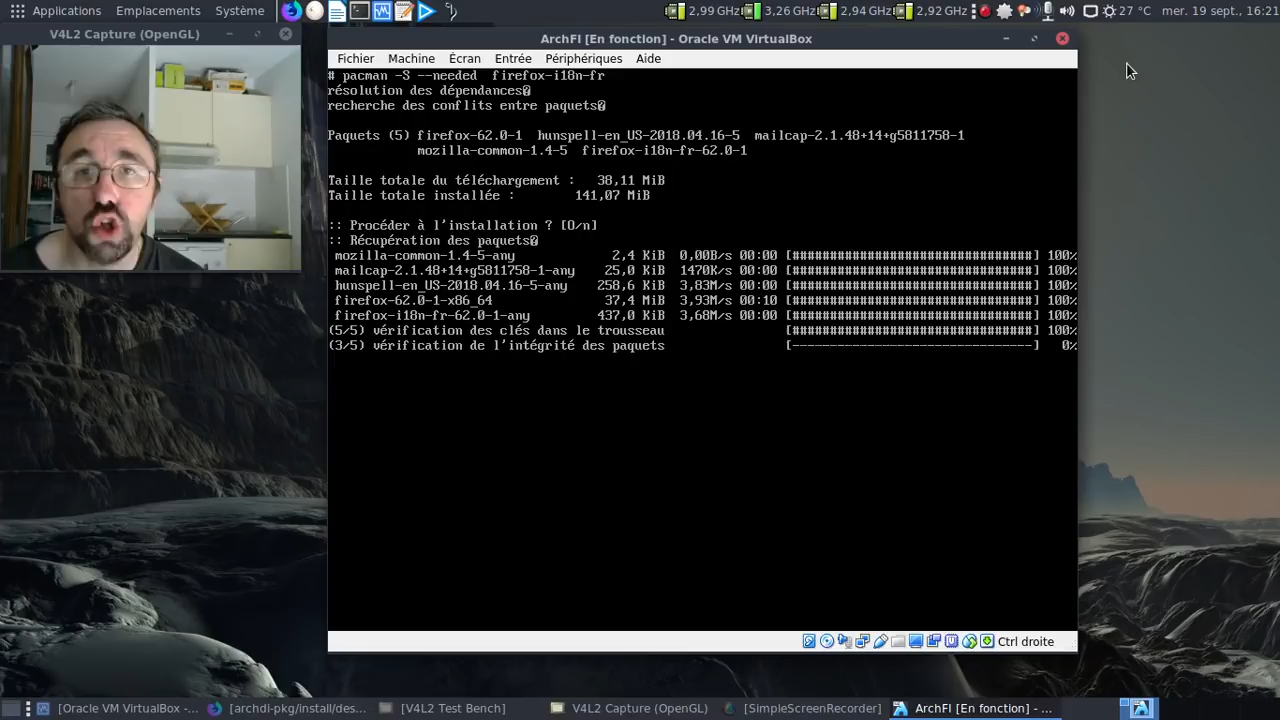 Applications Emplacements Système 2,99 GHz 3,26 GHz 2,94 GHz 2,92 GHz 27 °C mer. 19 sept., 16:21
V4L2 Capture (OpenGL)
ArchFI [En fonction] - Oracle VM VirtualBox
Fichier Machine Écran Entrée Périphériques Aide
# pacman -S --needed  firefox-i18n-fr
résolution des dépendances�
recherche des conflits entre paquets�
Paquets (5) firefox-62.0-1  hunspell-en_US-2018.04.16-5  mailcap-2.1.48+14+g5811758-1
mozilla-common-1.4-5  firefox-i18n-fr-62.0-1
Taille totale du téléchargement :   38,11 MiB
Taille totale installée :        141,07 MiB
:: Procéder à l'installation ? [O/n]
:: Récupération des paquets�
mozilla-common-1.4-5-any 2,4 KiB 0,00B/s 00:00 [################################] 100%
mailcap-2.1.48+14+g5811758-1-any 25,0 KiB 1470K/s 00:00 [################################] 100%
hunspell-en_US-2018.04.16-5-any 258,6 KiB 3,83M/s 00:00 [################################] 100%
firefox-62.0-1-x86_64 37,4 MiB 3,93M/s 00:10 [################################] 100%
firefox-i18n-fr-62.0-1-any 437,0 KiB 3,68M/s 00:00 [################################] 100%
(5/5) vérification des clés dans le trousseau [################################] 100%
(3/5) vérification de l'intégrité des paquets [--------------------------------] 0%
Ctrl droite
[Oracle VM VirtualBox -... [archdi-pkg/install/des... [V4L2 Test Bench] V4L2 Capture (OpenGL) [SimpleScreenRecorder] ArchFI [En fonction] - ...